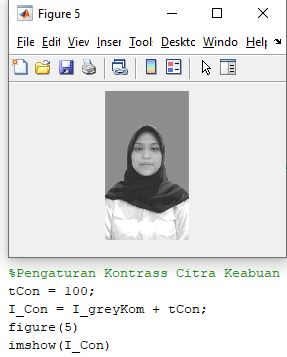 Figure 5
File Edit View Inser Tool: Desktc Windo Help
%Pengaturan Kontrass Citra Keabuan
tCon = 100;
I_Con = I_greyKom + tCon;
figure(5)
imshow(I_Con)